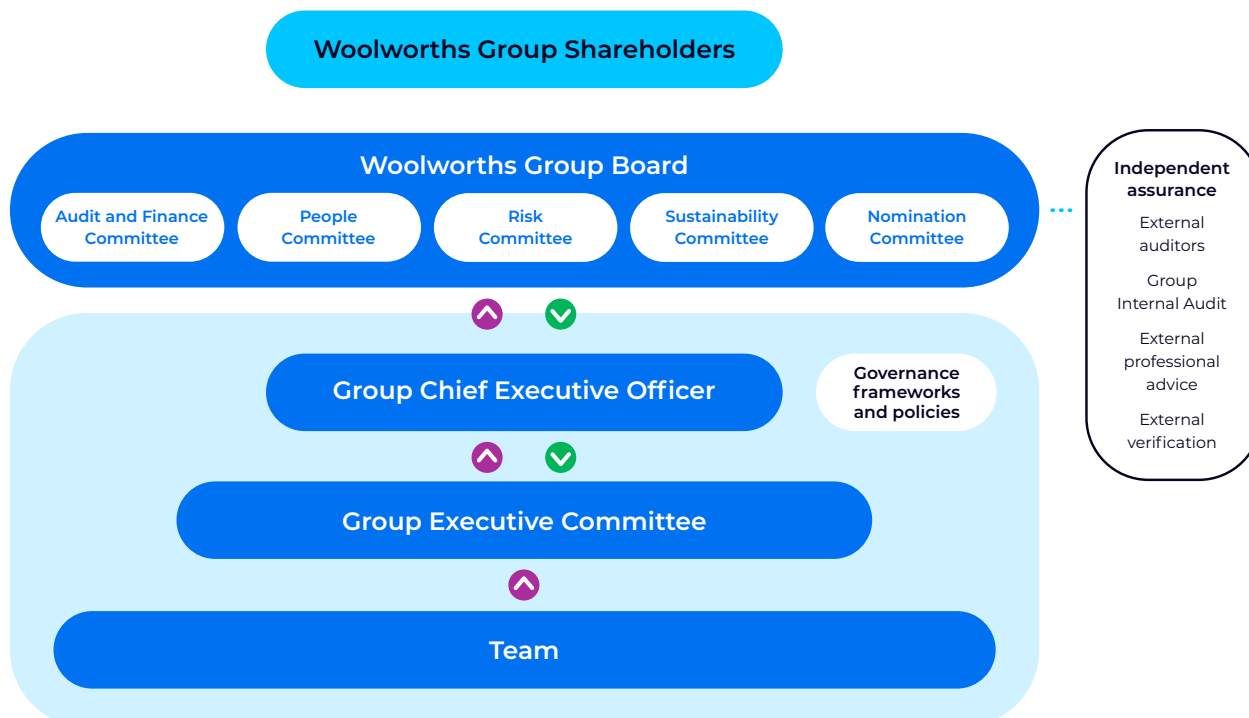 Woolworths Group Shareholders
Woolworths Group Board
Audit and Finance
Committee
People
Committee
Risk
Committee
Sustainability
Committee
Nomination
Committee
Independent
assurance
External
auditors
Group
Internal Audit
External
professional
advice
External
verification
Group Chief Executive Officer
Governance
frameworks
and policies
Group Executive Committee
Team